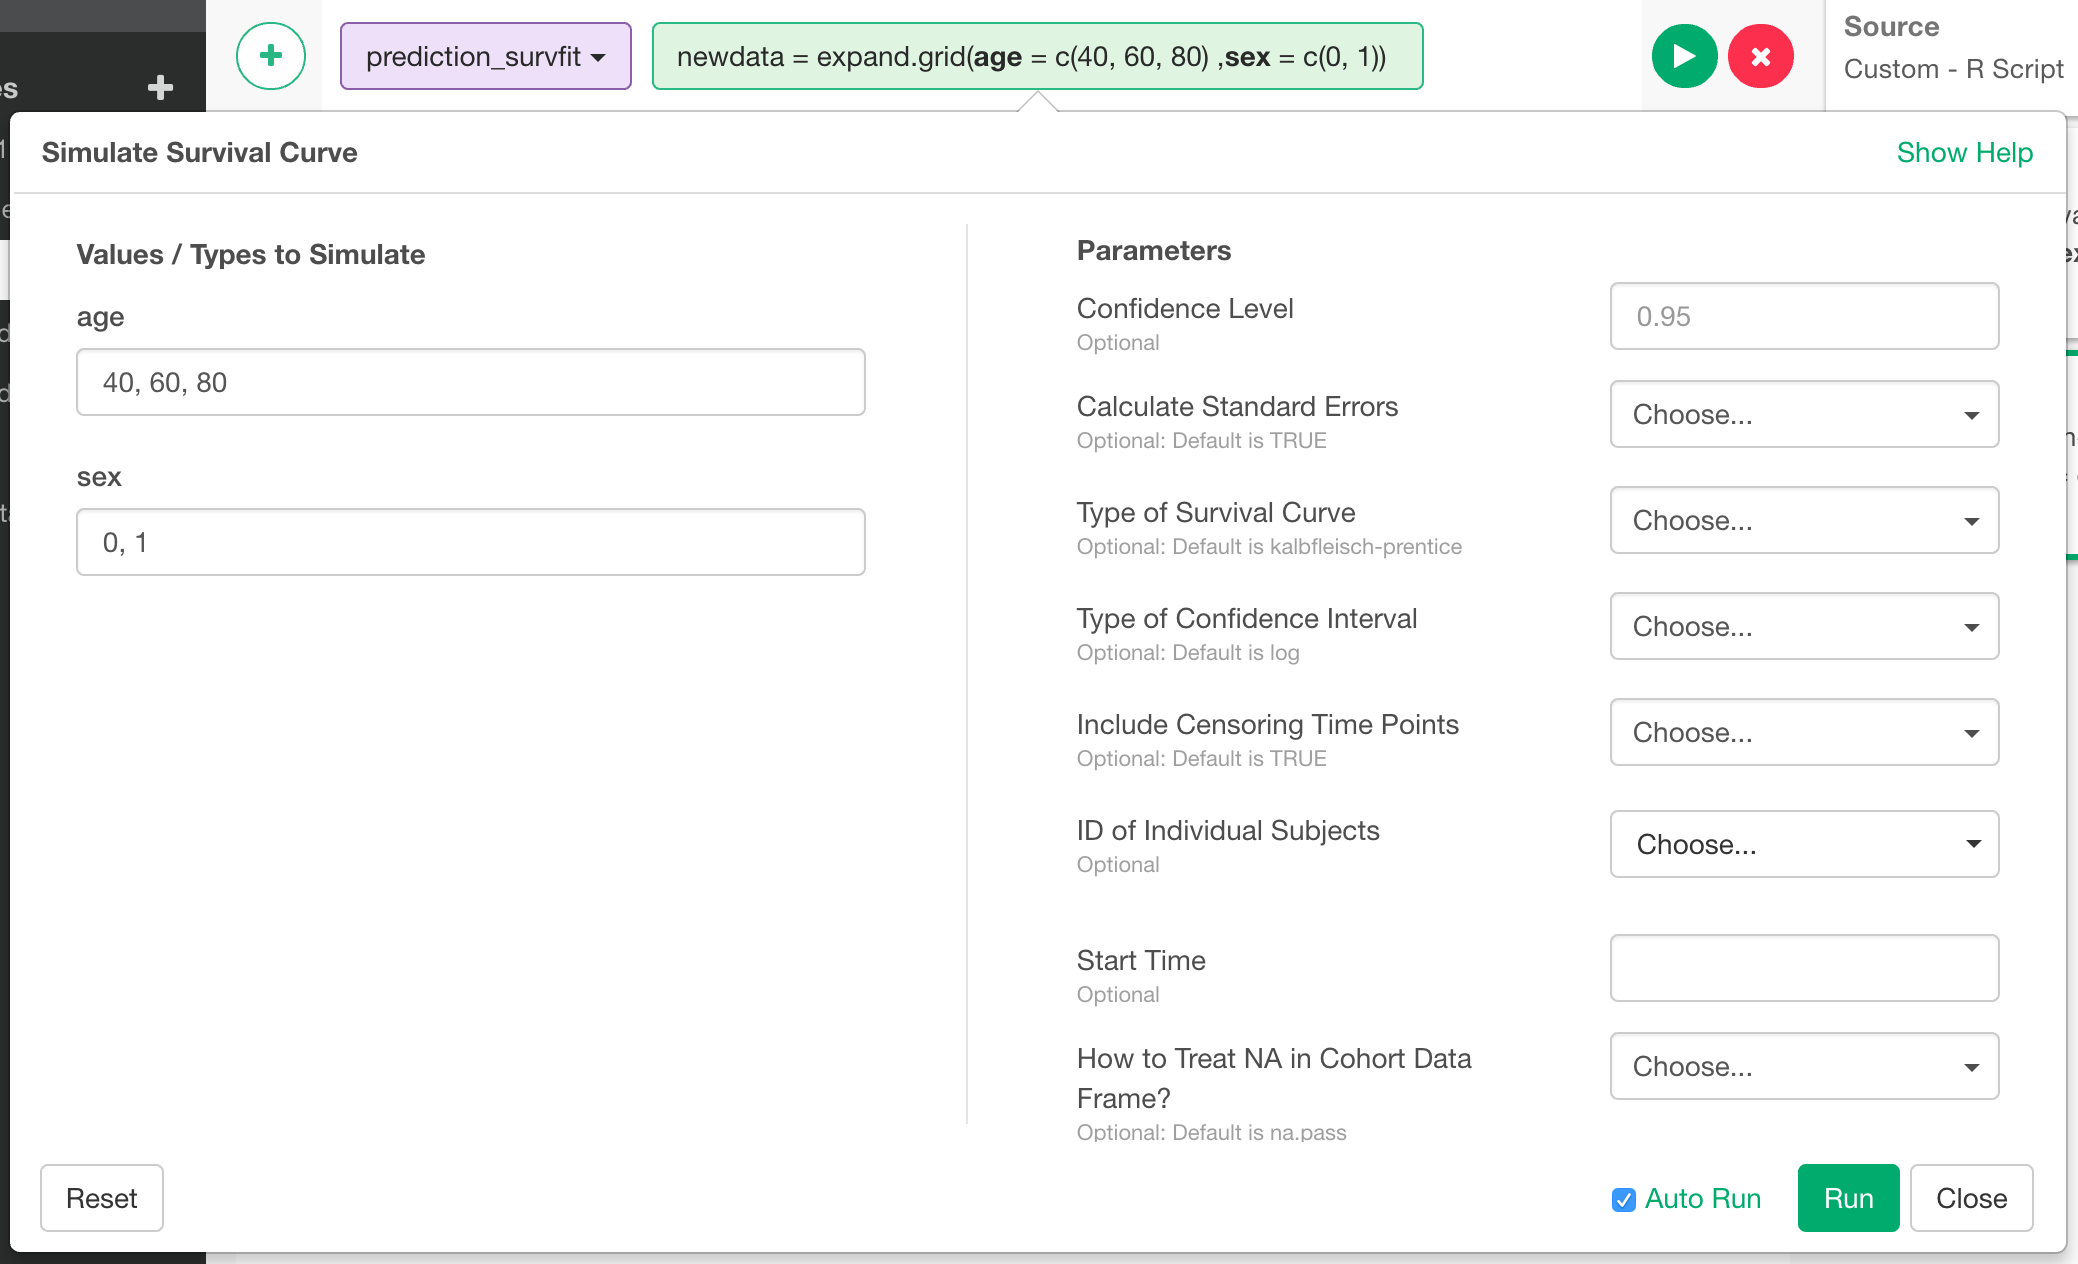 prediction_survfit
newdata = expand.grid(age = c(40, 60, 80) ,sex = c(0, 1))
Source
Custom - R Script
Simulate Survival Curve
Show Help
Values / Types to Simulate
age
40, 60, 80
sex
0, 1
Parameters
Confidence Level
Optional
0.95
Calculate Standard Errors
Optional: Default is TRUE
Choose...
Type of Survival Curve
Optional: Default is kalbfleisch-prentice
Choose...
Type of Confidence Interval
Optional: Default is log
Choose...
Include Censoring Time Points
Optional: Default is TRUE
Choose...
ID of Individual Subjects
Optional
Choose...
Start Time
Optional
How to Treat NA in Cohort Data
Frame?
Optional: Default is na.pass
Choose...
Reset
Auto Run
Run
Close